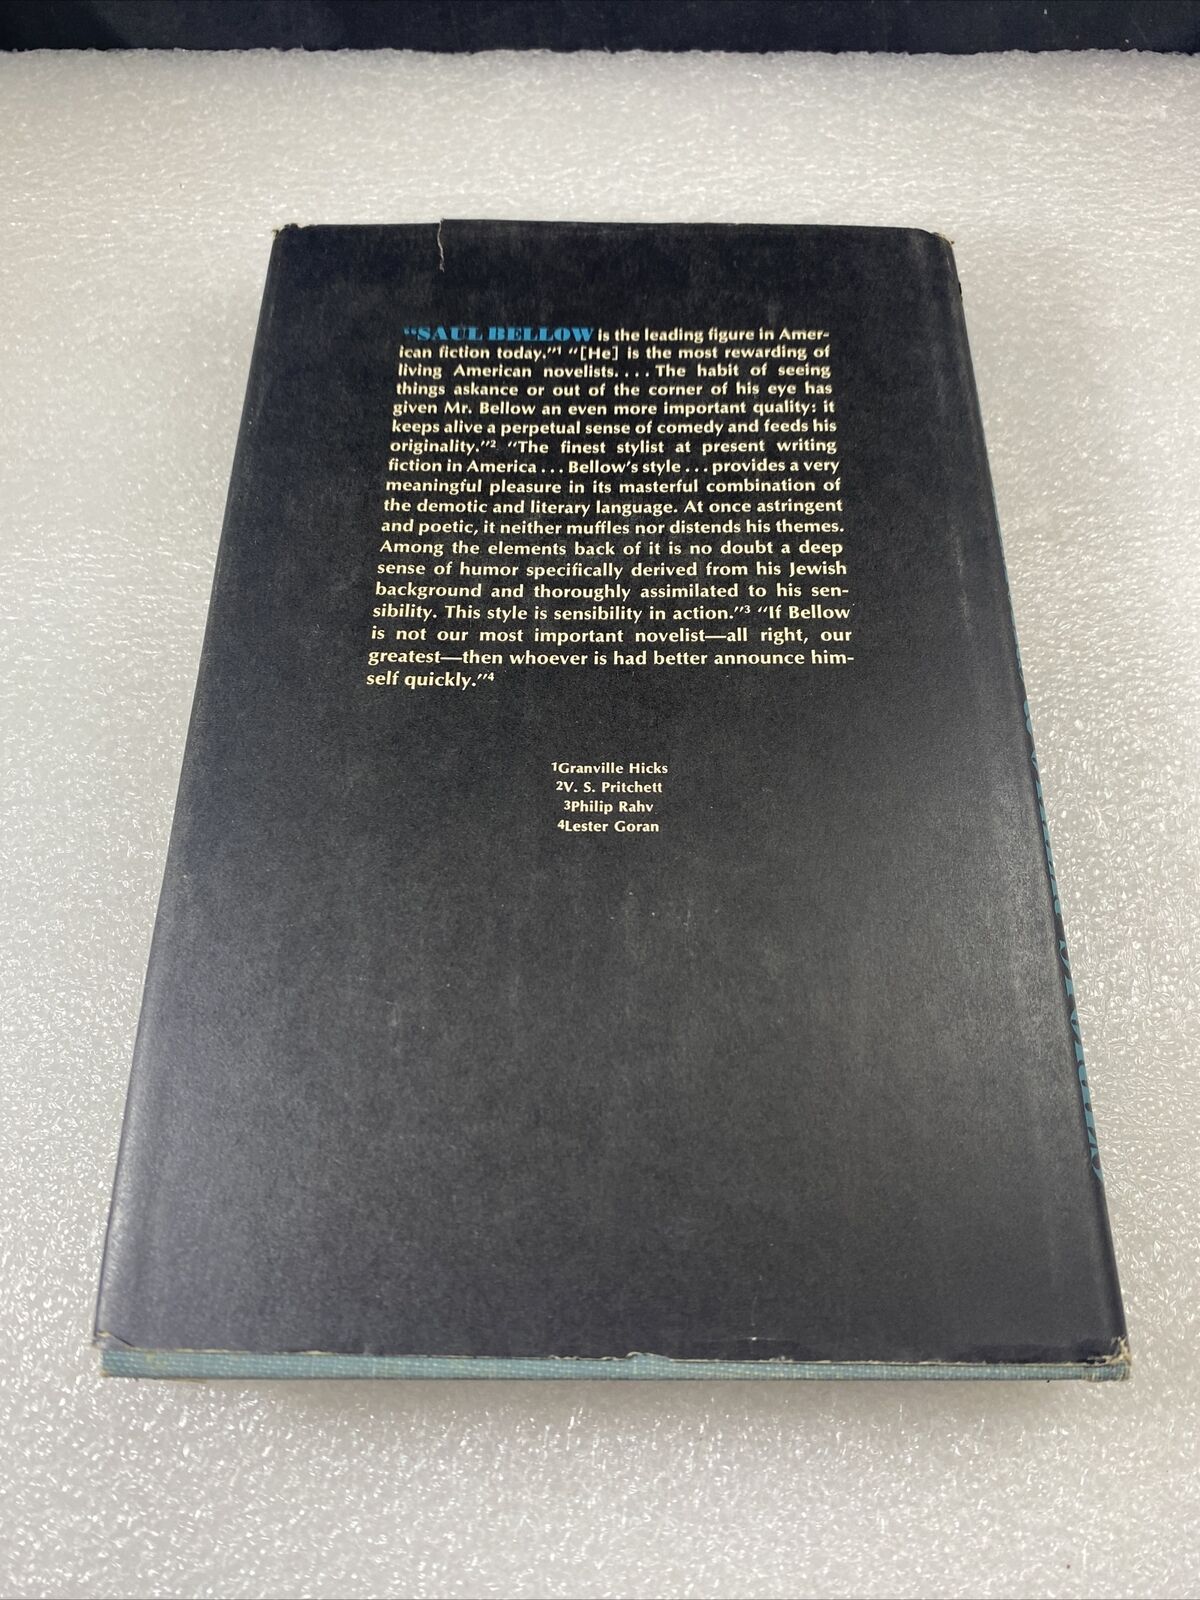 "SAUL BELLOW is the leading figure in Amer-
ican fiction today."1 "[He] is the most rewarding of
living American novelists.... The habit of seeing
things askance or out of the corner of his eye has
given Mr. Bellow an even more important quality: it
keeps alive a perpetual sense of comedy and feeds his
originality."2 "The finest stylist at present writing
fiction in America ... Bellow's style ... provides a very
meaningful pleasure in its masterful combination of
the demotic and literary language. At once astringent
and poetic, it neither muffles nor distends his themes.
Among the elements back of it is no doubt a deep
sense of humor specifically derived from his Jewish
background and thoroughly assimilated to his sen-
sibility. This style is sensibility in action."3 "If Bellow
is not our most important novelist—all right, our
greatest—then whoever is had better announce him-
self quickly."4
1Granville Hicks
2V. S. Pritchett
3Philip Rahv
4Lester Goran